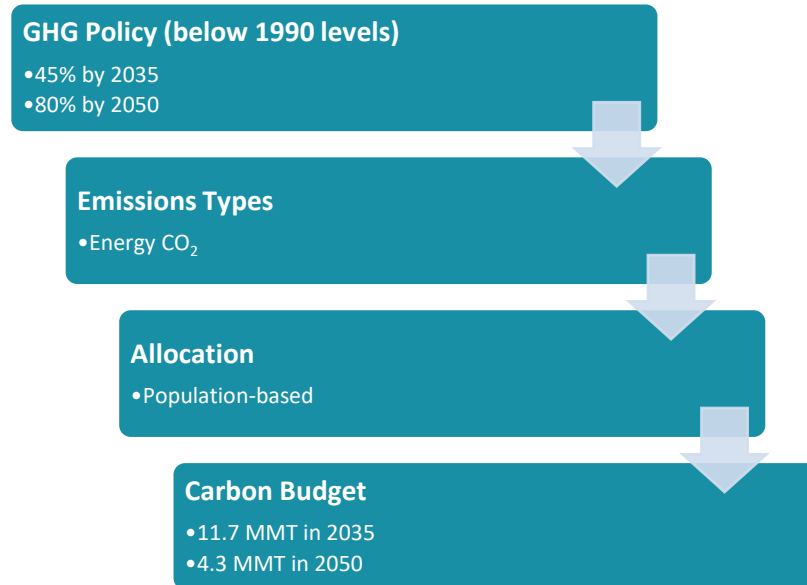 GHG Policy (below 1990 levels)
•45% by 2035
•80% by 2050
Emissions Types
•Energy CO₂
Allocation
•Population-based
Carbon Budget
•11.7 MMT in 2035
•4.3 MMT in 2050